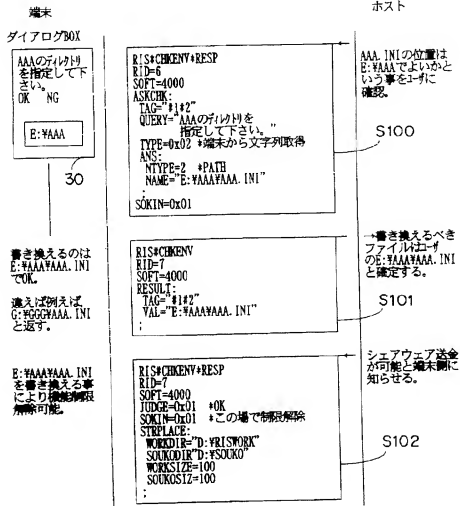 端末
ホスト
ダイアログBOX
AAAのディレクトリ
を指定して下
さい。
OK NG
E:¥AAA
30
RIS*CHKENV*RESP
RID=6
SOFT=4000
ASKCHK:
TAG="#1#2"
QUERY="AAAのディレクトリを
指定して下さい。"
TYPE=0x02 *端末から文字列取得
ANS:
NTYPE=2 *PATH
NAME="E:¥AAA¥AAA.INI"
;
SOKIN=0x01
AAA.INIの位置は
E:¥AAAでよいかと
いう事をユーザに
確認。
S100
書き換えるのは
E:¥AAA¥AAA.INI
でOK。
違えば例えば
G:¥GGG¥AAA.INI
と返す。
RIS*CHKENV
RID=7
SOFT=4000
RESULT:
TAG="#1#2"
VAL="E:¥AAA¥AAA.INI"
;
→書き換えるべき
ファイルはユーザ
のE:¥AAA¥AAA.INI
と確定する。
S101
E:¥AAA¥AAA.INI
を書き換える事
により機能制限
解除可能。
RIS*CHKENV*RESP
RID=7
SOFT=4000
JUDGE=0x01 *OK
SOKIN=0x01 *この場で制限解除
STRPLACE:
WORKDIR="D:¥RISWORK"
SOUKODIR"D:¥SOUKO"
WORKSIZE=100
SOUKOSIZ=100
;
シェアウェア送金
が可能と端末側に
知らせる。
S102